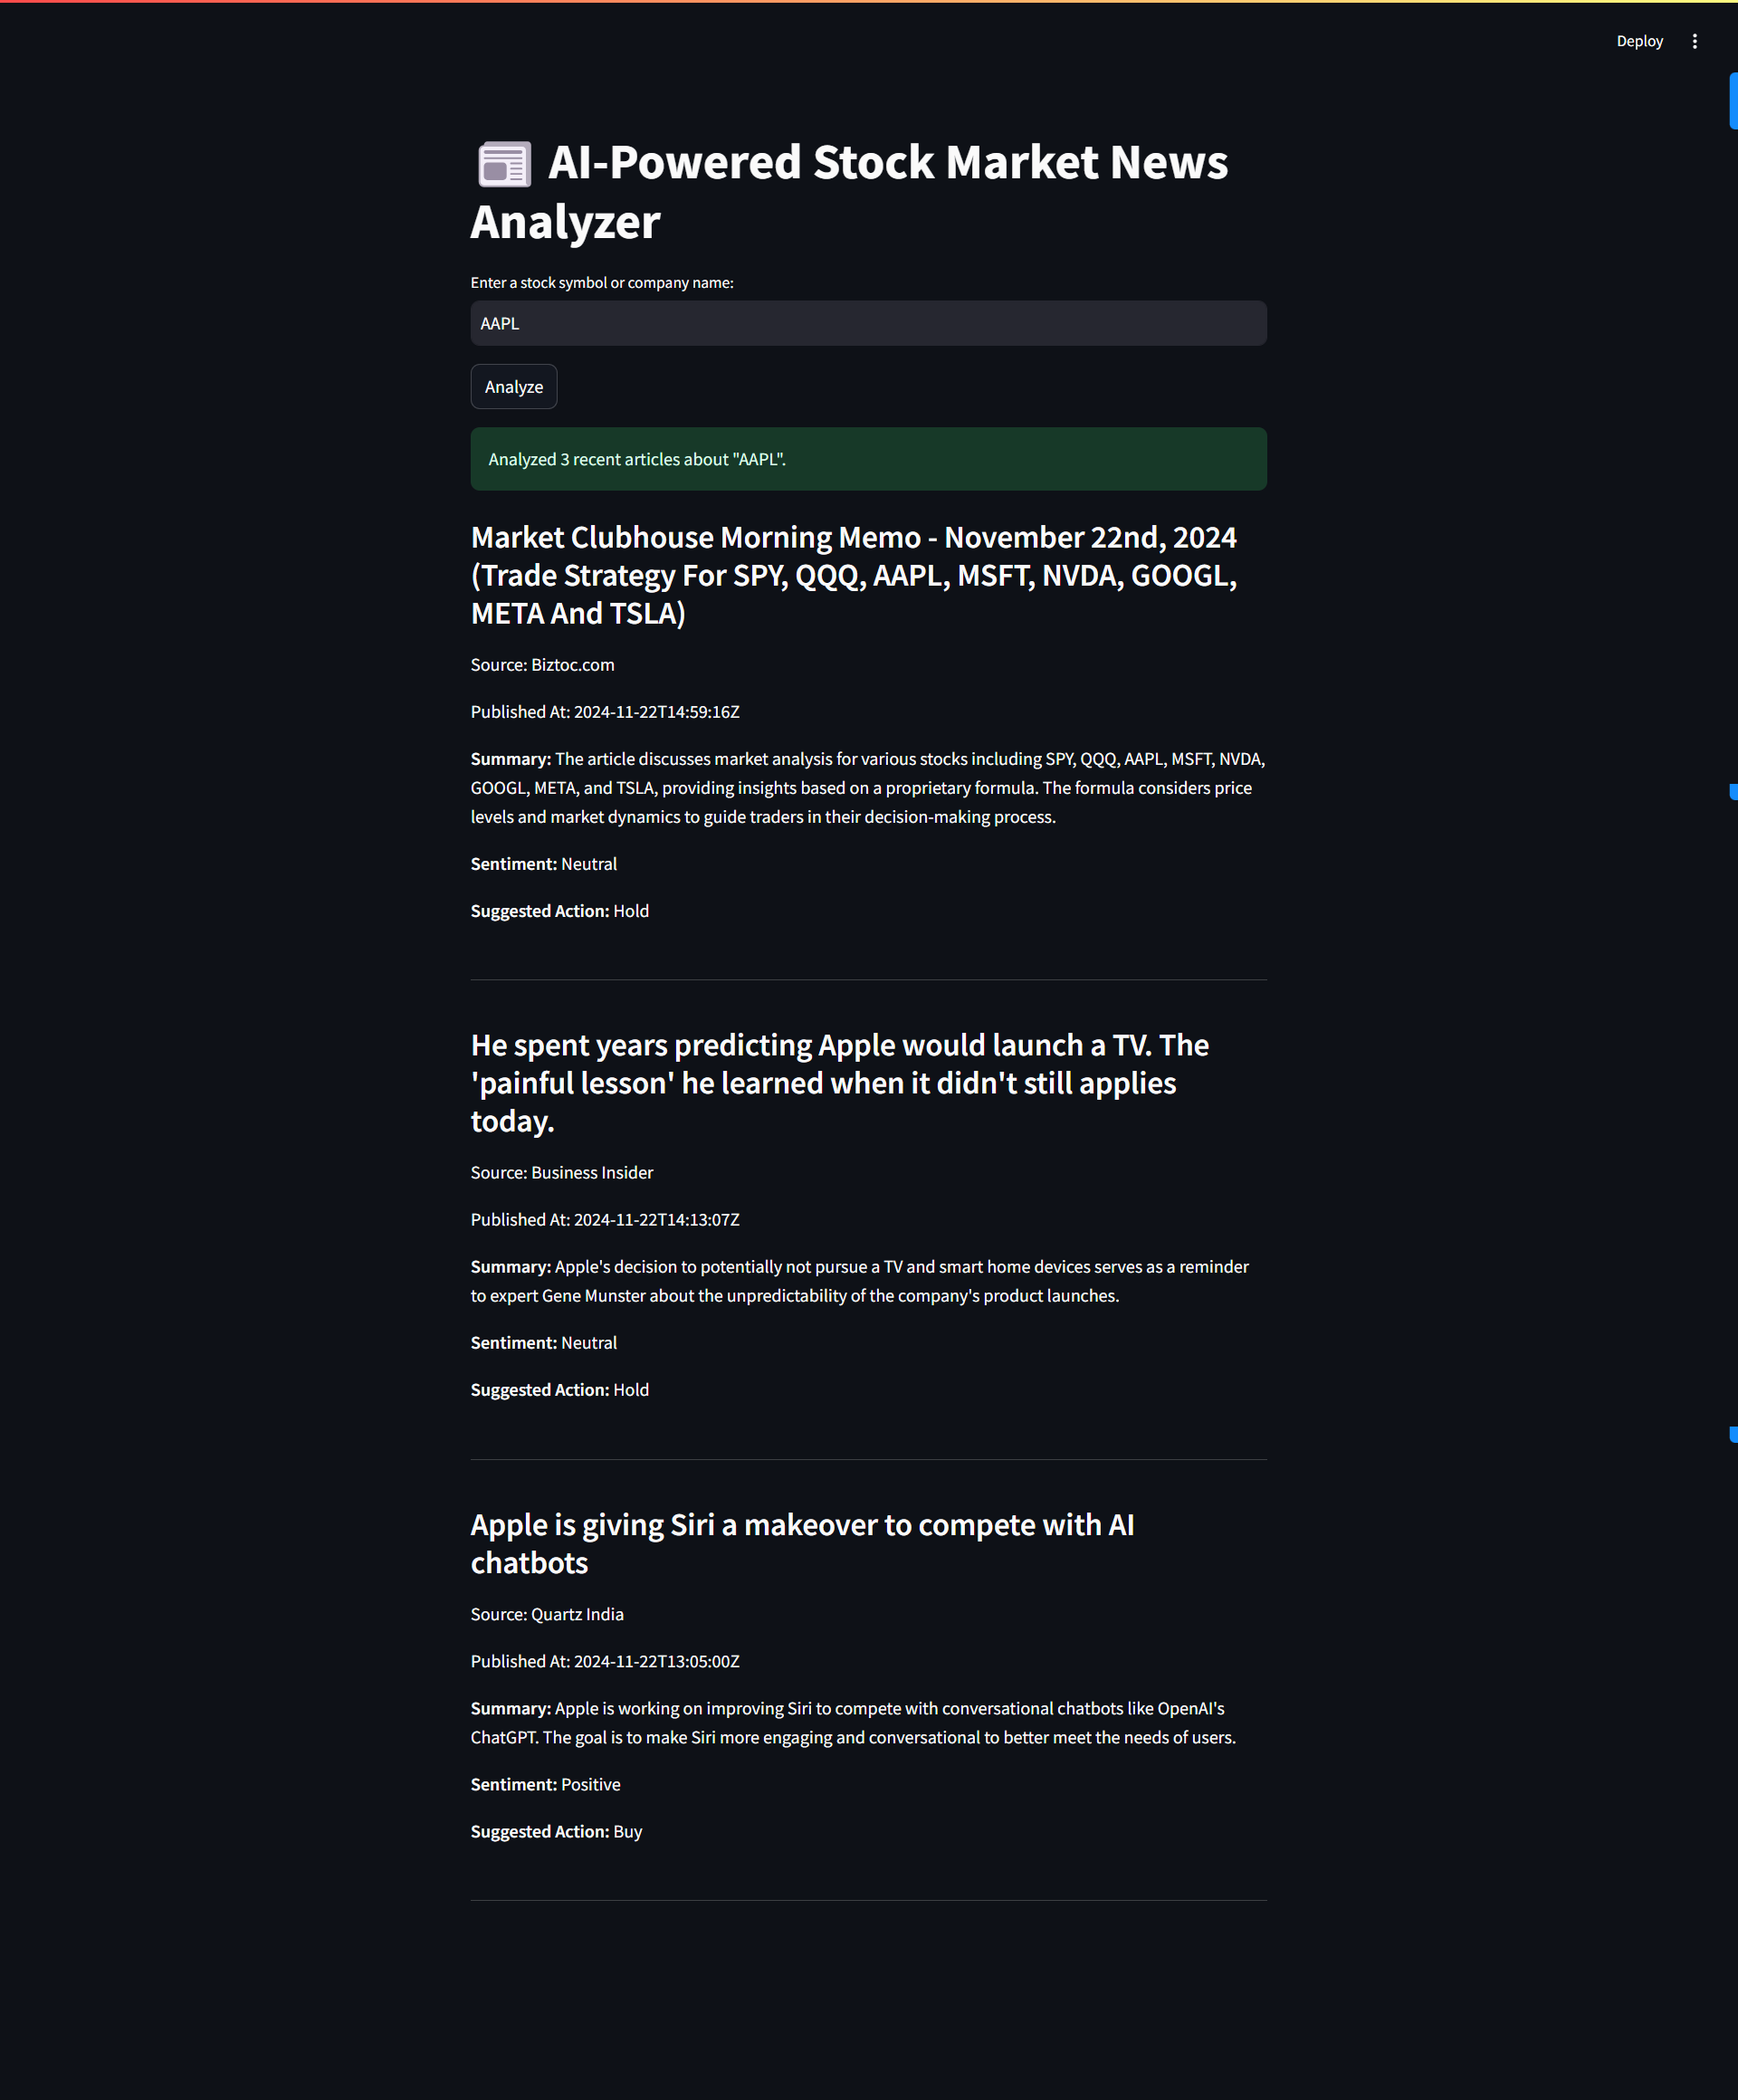 Deploy
AI-Powered Stock Market News
Analyzer
Enter a stock symbol or company name:
AAPL
Analyze
Analyzed 3 recent articles about "AAPL".
Market Clubhouse Morning Memo - November 22nd, 2024
(Trade Strategy For SPY, QQQ, AAPL, MSFT, NVDA, GOOGL,
META And TSLA)
Source: Biztoc.com
Published At: 2024-11-22T14:59:16Z
Summary: The article discusses market analysis for various stocks including SPY, QQQ, AAPL, MSFT, NVDA,
GOOGL, META, and TSLA, providing insights based on a proprietary formula. The formula considers price
levels and market dynamics to guide traders in their decision-making process.
Sentiment: Neutral
Suggested Action: Hold
He spent years predicting Apple would launch a TV. The
'painful lesson' he learned when it didn't still applies
today.
Source: Business Insider
Published At: 2024-11-22T14:13:07Z
Summary: Apple's decision to potentially not pursue a TV and smart home devices serves as a reminder
to expert Gene Munster about the unpredictability of the company's product launches.
Sentiment: Neutral
Suggested Action: Hold
Apple is giving Siri a makeover to compete with AI
chatbots
Source: Quartz India
Published At: 2024-11-22T13:05:00Z
Summary: Apple is working on improving Siri to compete with conversational chatbots like OpenAI's
ChatGPT. The goal is to make Siri more engaging and conversational to better meet the needs of users.
Sentiment: Positive
Suggested Action: Buy